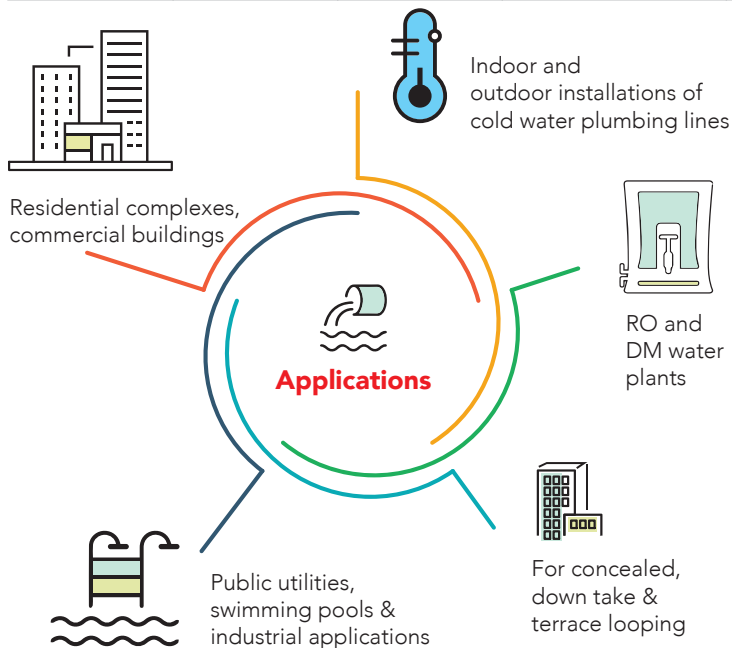 Indoor and
outdoor installations of
cold water plumbing lines
Residential complexes,
commercial buildings
RO and
DM water
plants
Applications
For concealed,
down take &
terrace looping
Public utilities,
swimming pools &
industrial applications